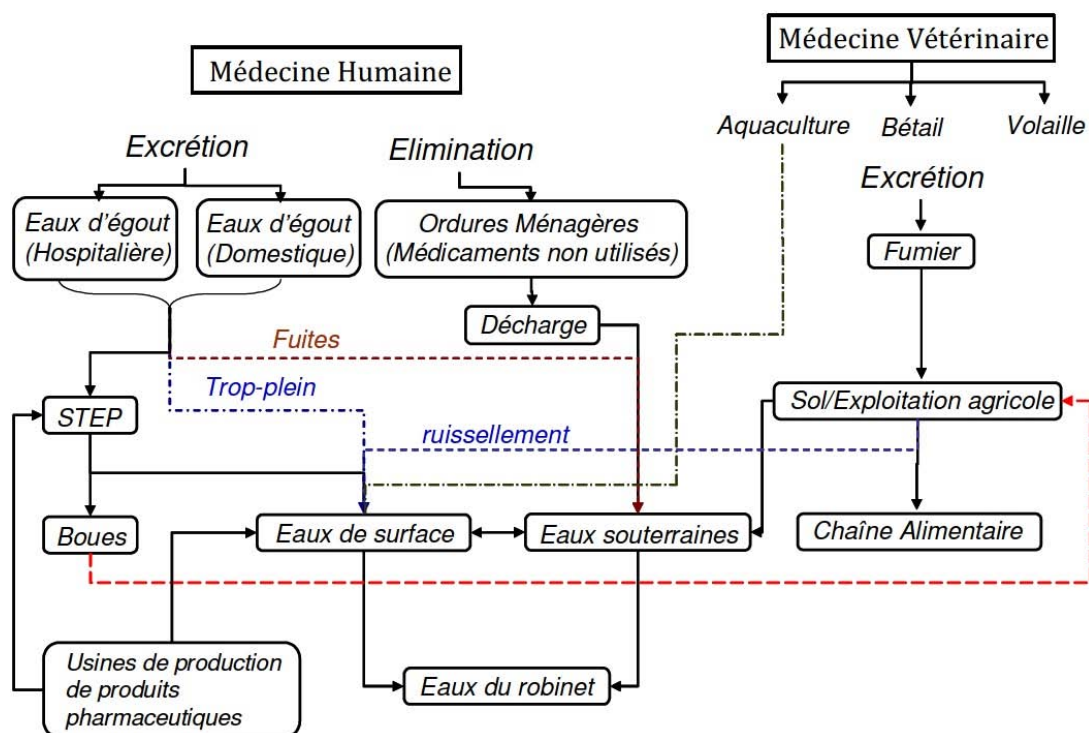 Médecine Humaine
Médecine Vétérinaire
Aquaculture
Bétail
Volaille
Excrétion
Elimination
Excrétion
Eaux d'égout
(Hospitalière)
Eaux d'égout
(Domestique)
Ordures Ménagères
(Médicaments non utilisés)
Fumier
Décharge
Fuites
Trop-plein
STEP
Sol/Exploitation agricole
ruissellement
Boues
Eaux de surface
Eaux souterraines
Chaîne Alimentaire
Usines de production
de produits
pharmaceutiques
Eaux du robinet